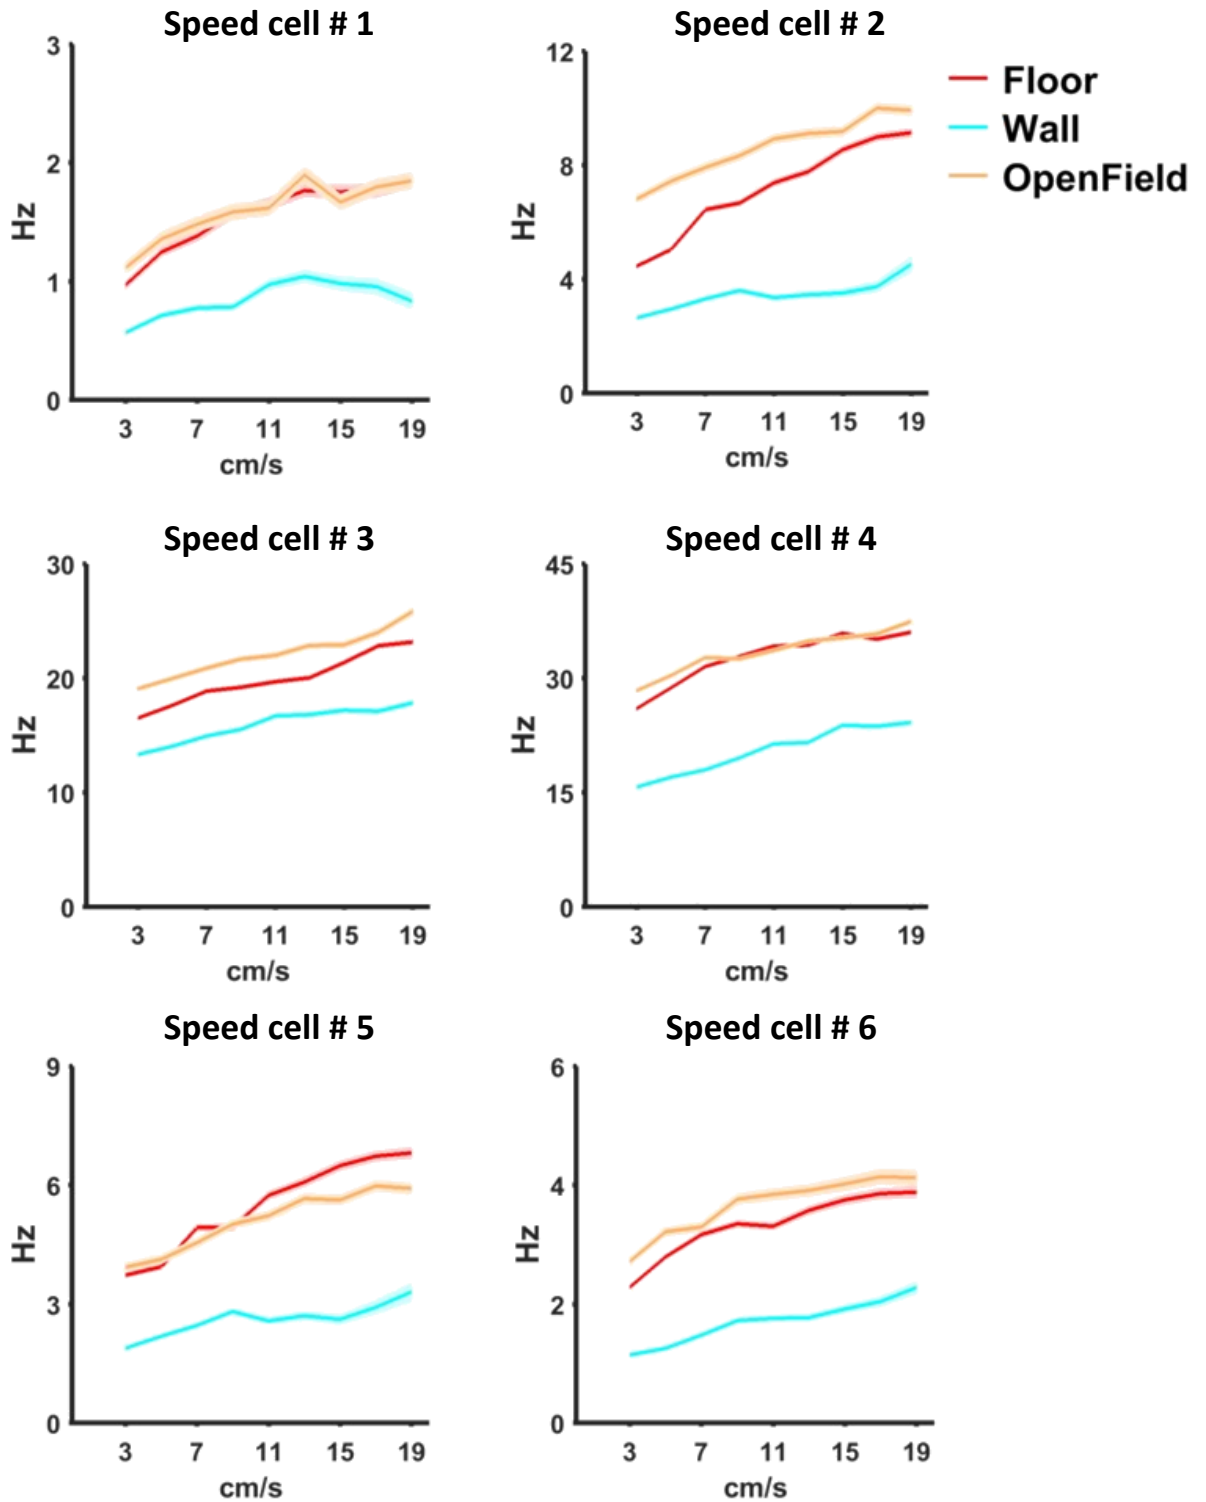 Speed cell # 1
3
2
1
0
Hz
3 7 11 15 19
cm/s
Speed cell # 2
12
8
4
0
Hz
3 7 11 15 19
cm/s
Floor
Wall
OpenField
Speed cell # 3
30
20
10
0
Hz
3 7 11 15 19
cm/s
Speed cell # 4
45
30
15
0
Hz
3 7 11 15 19
cm/s
Speed cell # 5
9
6
3
0
Hz
3 7 11 15 19
cm/s
Speed cell # 6
6
4
2
0
Hz
3 7 11 15 19
cm/s